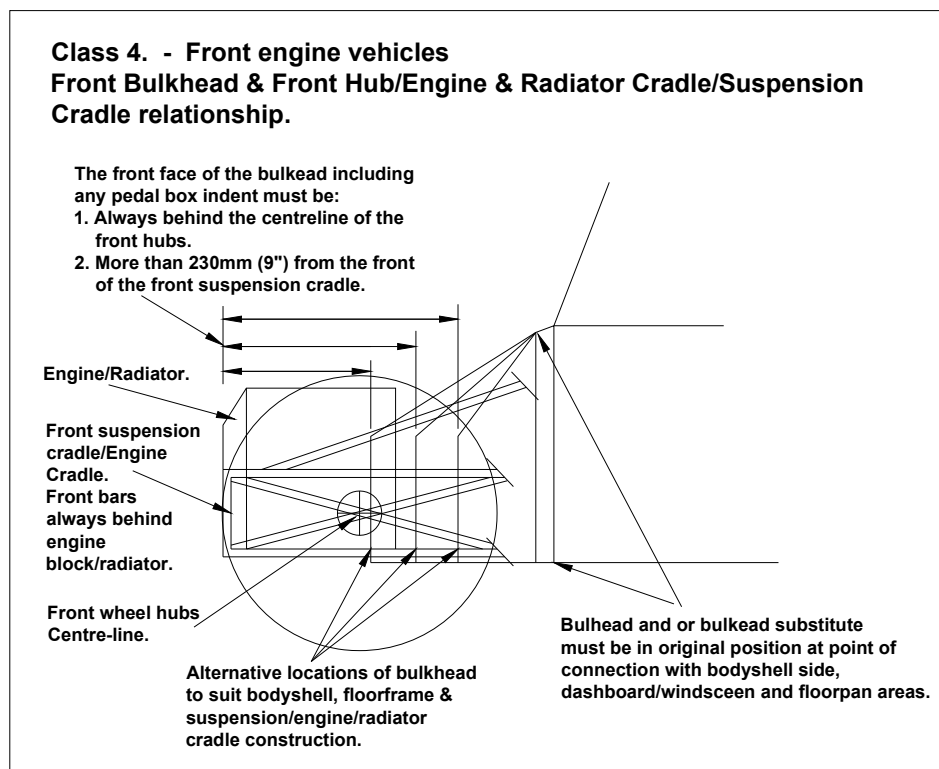 Class 4.  -  Front engine vehicles
Front Bulkhead & Front Hub/Engine & Radiator Cradle/Suspension
Cradle relationship.
The front face of the bulkead including
any pedal box indent must be:
1. Always behind the centreline of the
front hubs.
2. More than 230mm (9") from the front
of the front suspension cradle.
Engine/Radiator.
Front suspension
cradle/Engine
Cradle.
Front bars
always behind
engine
block/radiator.
Front wheel hubs
Centre-line.
Alternative locations of bulkhead
to suit bodyshell, floorframe &
suspension/engine/radiator
cradle construction.
Bulhead and or bulkead substitute
must be in original position at point of
connection with bodyshell side,
dashboard/windsceen and floorpan areas.